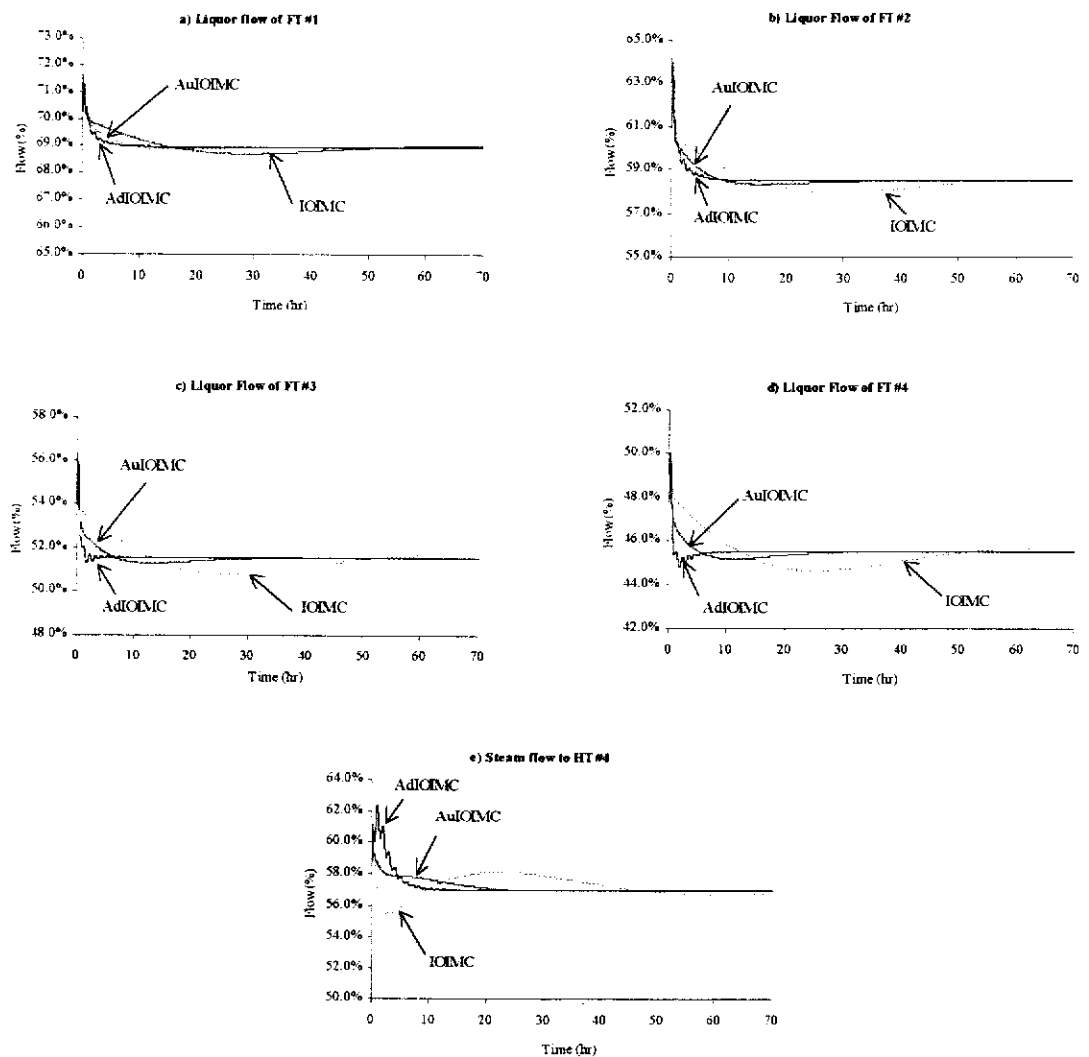 a) Liquor flow of FT #1
73.0%
72.0%
71.0%
70.0%
69.0%
68.0%
67.0%
66.0%
65.0%
Flow (%)
AuIOIMC
AdIOIMC
IOIMC
0 10 20 30 40 50 60 70
Time (hr)
b) Liquor Flow of FT #2
65.0%
63.0%
61.0%
59.0%
57.0%
55.0%
Flow (%)
AuIOIMC
AdIOIMC
IOIMC
0 10 20 30 40 50 60 70
Time (hr)
c) Liquor Flow of FT #3
58.0%
56.0%
54.0%
52.0%
50.0%
48.0%
Flow (%)
AuIOIMC
AdIOIMC
IOIMC
0 10 20 30 40 50 60 70
Time (hr)
d) Liquor Flow of FT #4
52.0%
50.0%
48.0%
46.0%
44.0%
42.0%
Flow (%)
AuIOIMC
AdIOIMC
IOIMC
0 10 20 30 40 50 60 70
Time (hr)
e) Steam flow to HT #4
64.0%
62.0%
60.0%
58.0%
56.0%
54.0%
52.0%
50.0%
Flow (%)
AdIOIMC
AuIOIMC
IOIMC
0 10 20 30 40 50 60 70
Time (hr)